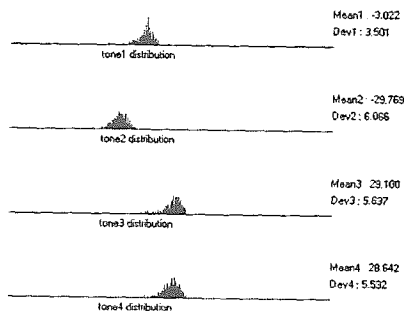 Mean1 -3.022
Dev1: 3.501
tone1 distribution
Mean2: -29.769
Dev2: 6.066
tone2 distribution
Mean3 29.100
Dev3: 5.637
tone3 distribution
Mean4 28.642
Dev4: 5.532
tone4 distribution